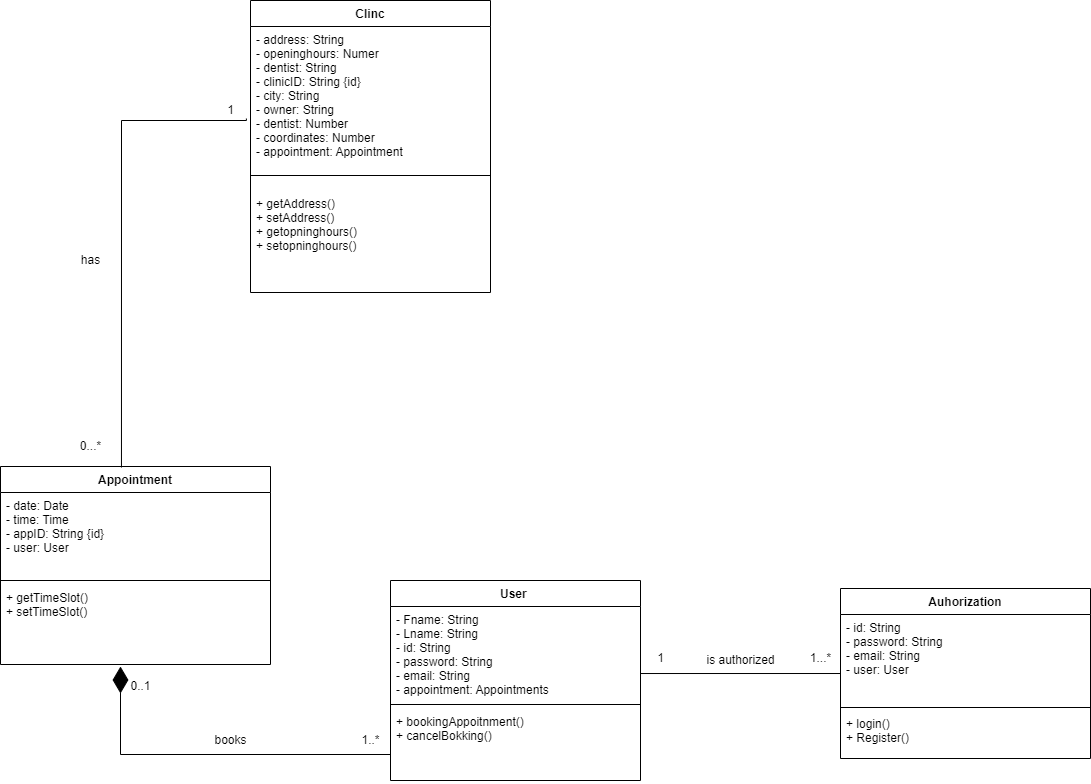 Clinc
- address: String
- openinghours: Numer
- dentist: String
- clinicID: String {id}
- city: String
- owner: String
- dentist: Number
- coordinates: Number
- appointment: Appointment
+ getAddress()
+ setAddress()
+ getopninghours()
+ setopninghours()
1
has
0...*
Appointment
- date: Date
- time: Time
- appID: String {id}
- user: User
+ getTimeSlot()
+ setTimeSlot()
0..1
books
1..*
User
- Fname: String
- Lname: String
- id: String
- password: String
- email: String
- appointment: Appointments
+ bookingAppoitnment()
+ cancelBokking()
1
is authorized
1...*
Auhorization
- id: String
- password: String
- email: String
- user: User
+ login()
+ Register()